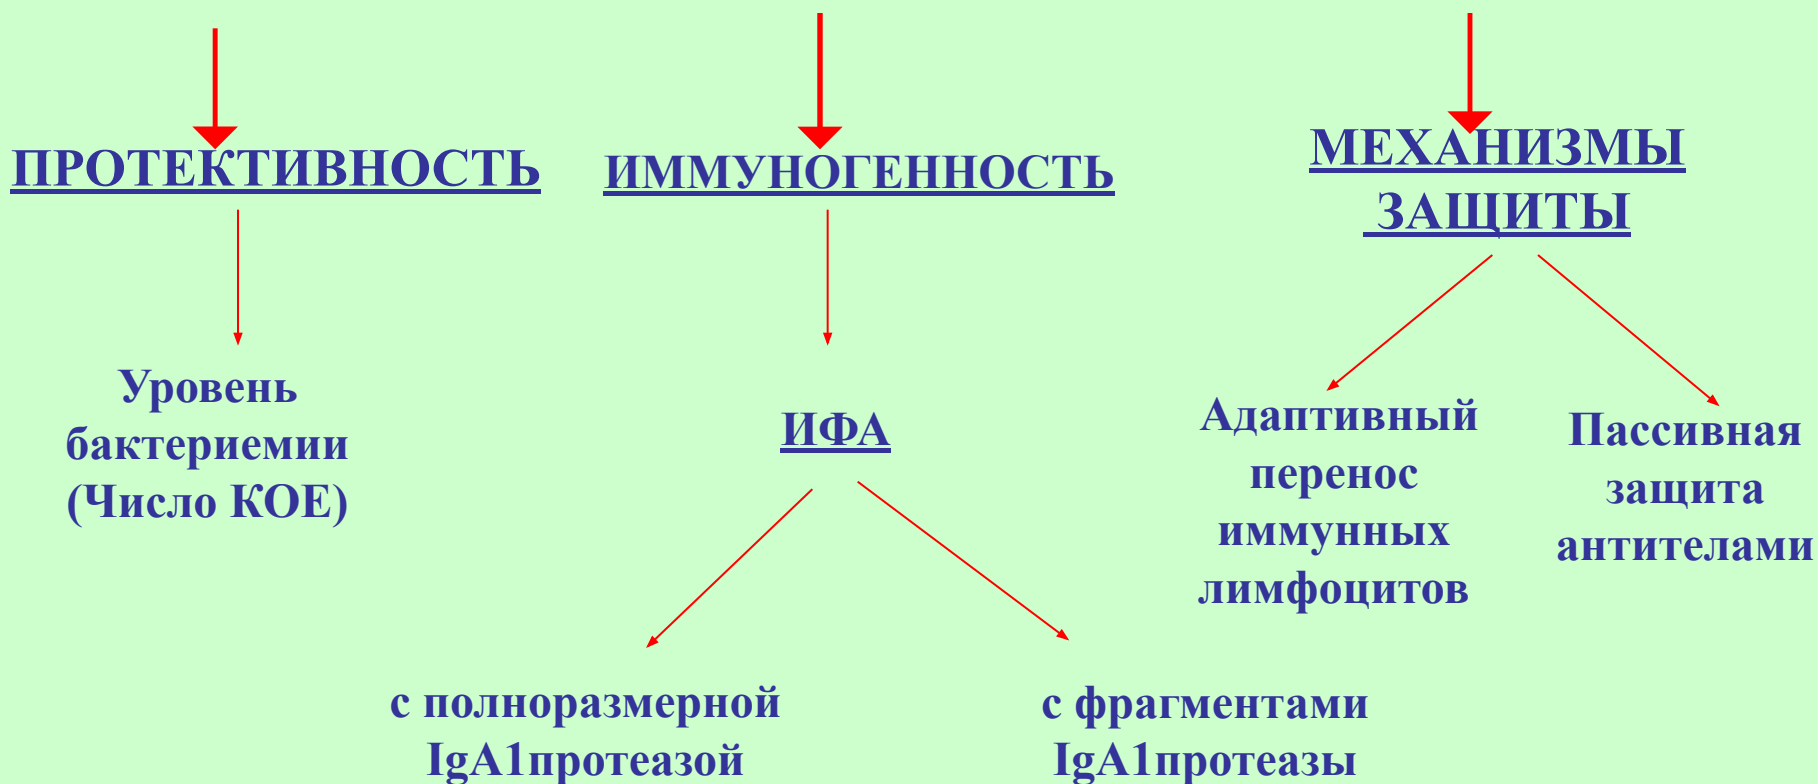 ПРОТЕКТИВНОСТЬ
Уровень
бактериемии
(Число КОЕ)
ИММУНОГЕННОСТЬ
ИФА
с полноразмерной
IgA1протеазой
с фрагментами
IgA1протеазы
МЕХАНИЗМЫ
ЗАЩИТЫ
Адаптивный
перенос
иммунных
лимфоцитов
Пассивная
защита
антителами